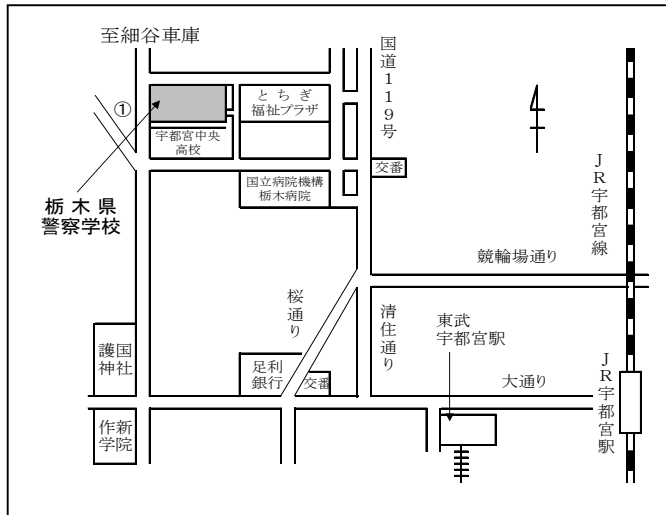 至細谷車庫
①
とちぎ
福祉プラザ
国道119号
宇都宮中央
高校
交番
国立病院機構
栃木病院
栃木県
警察学校
JR宇都宮線
競輪場通り
桜通り
清住通り
東武
宇都宮駅
護国
神社
足利
銀行
交番
大通り
JR宇都宮駅
作新
学院